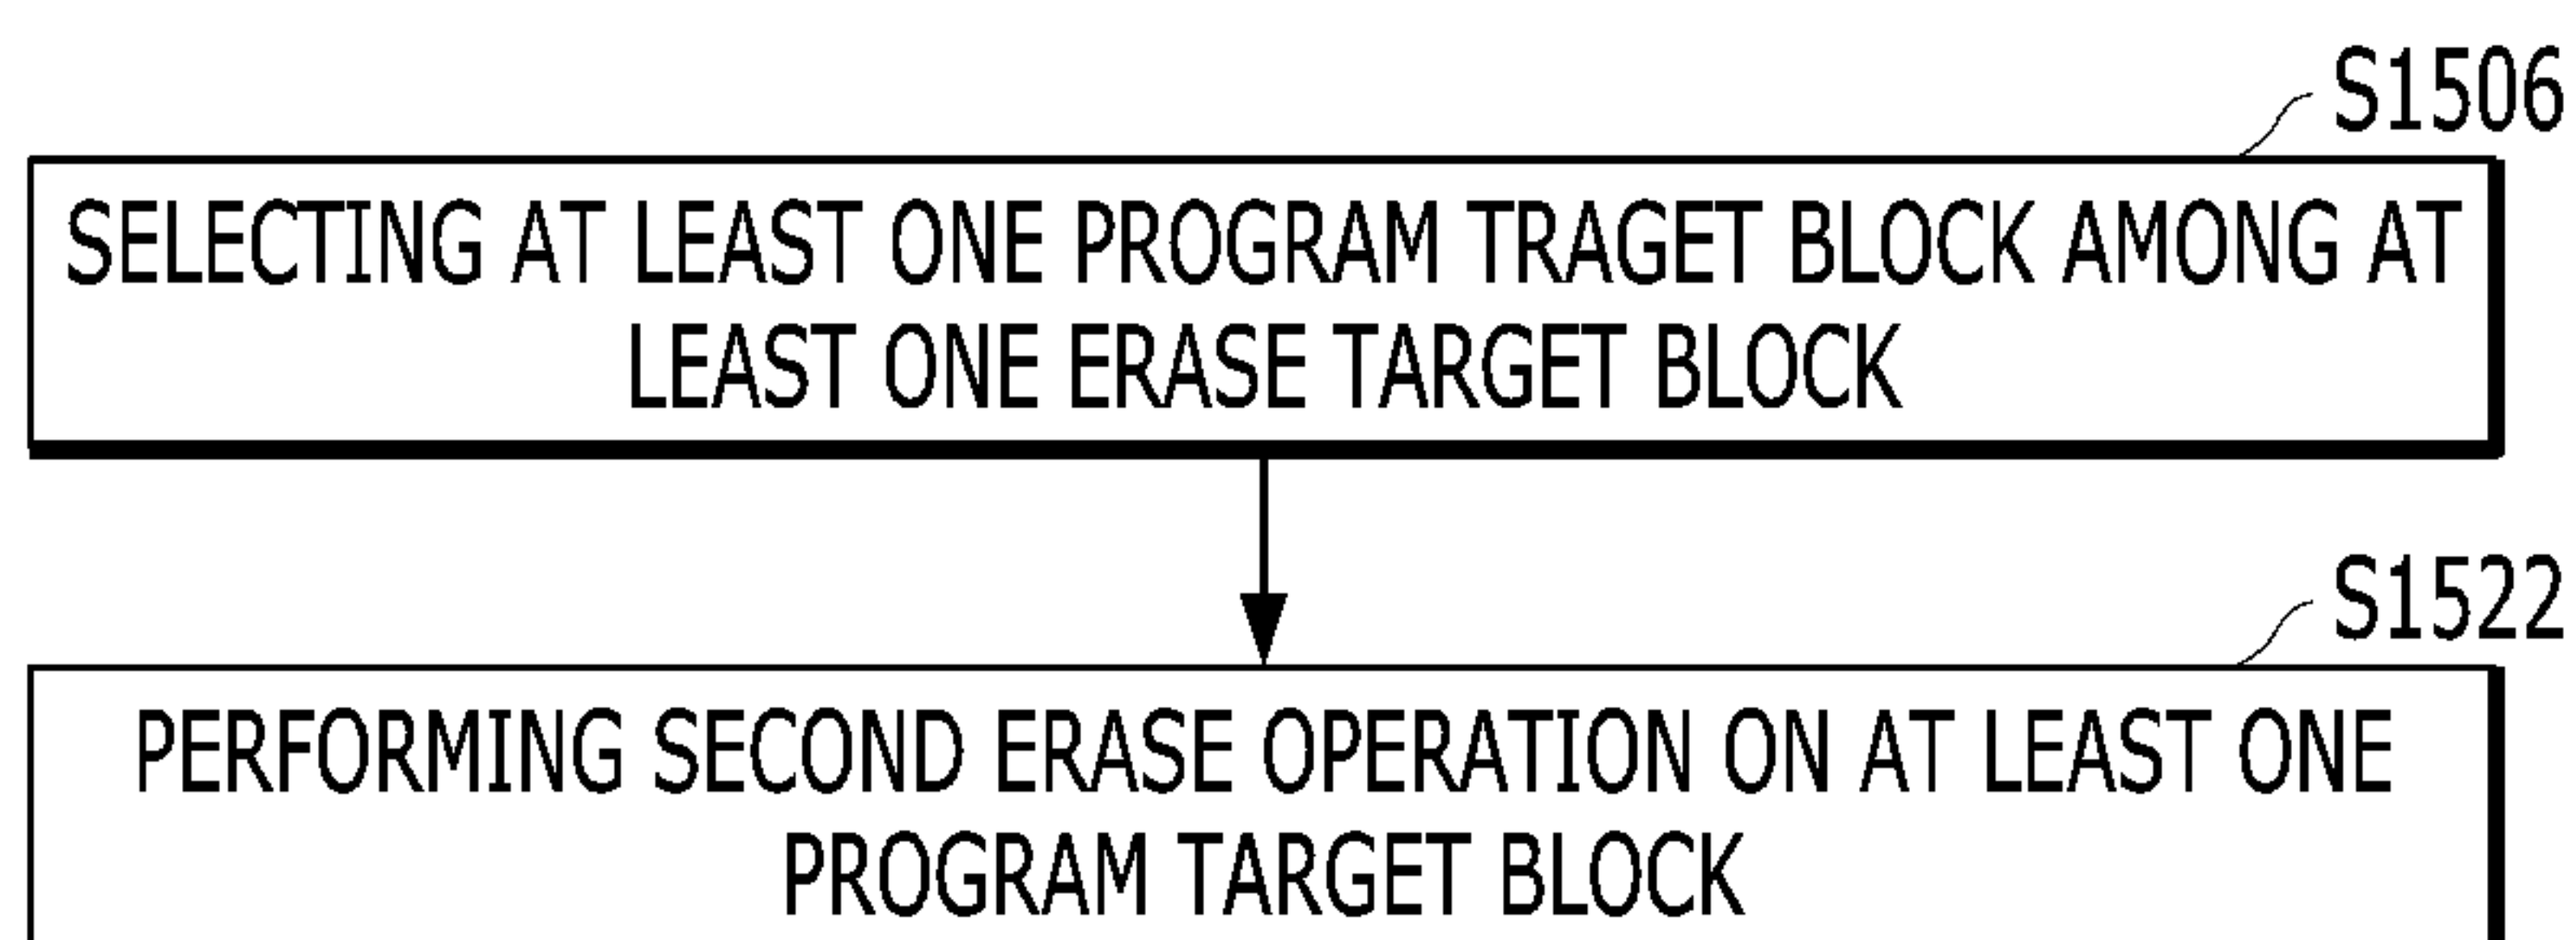 S1506
SELECTING AT LEAST ONE PROGRAM TRAGET BLOCK AMONG AT
LEAST ONE ERASE TARGET BLOCK
S1522
PERFORMING SECOND ERASE OPERATION ON AT LEAST ONE
PROGRAM TARGET BLOCK